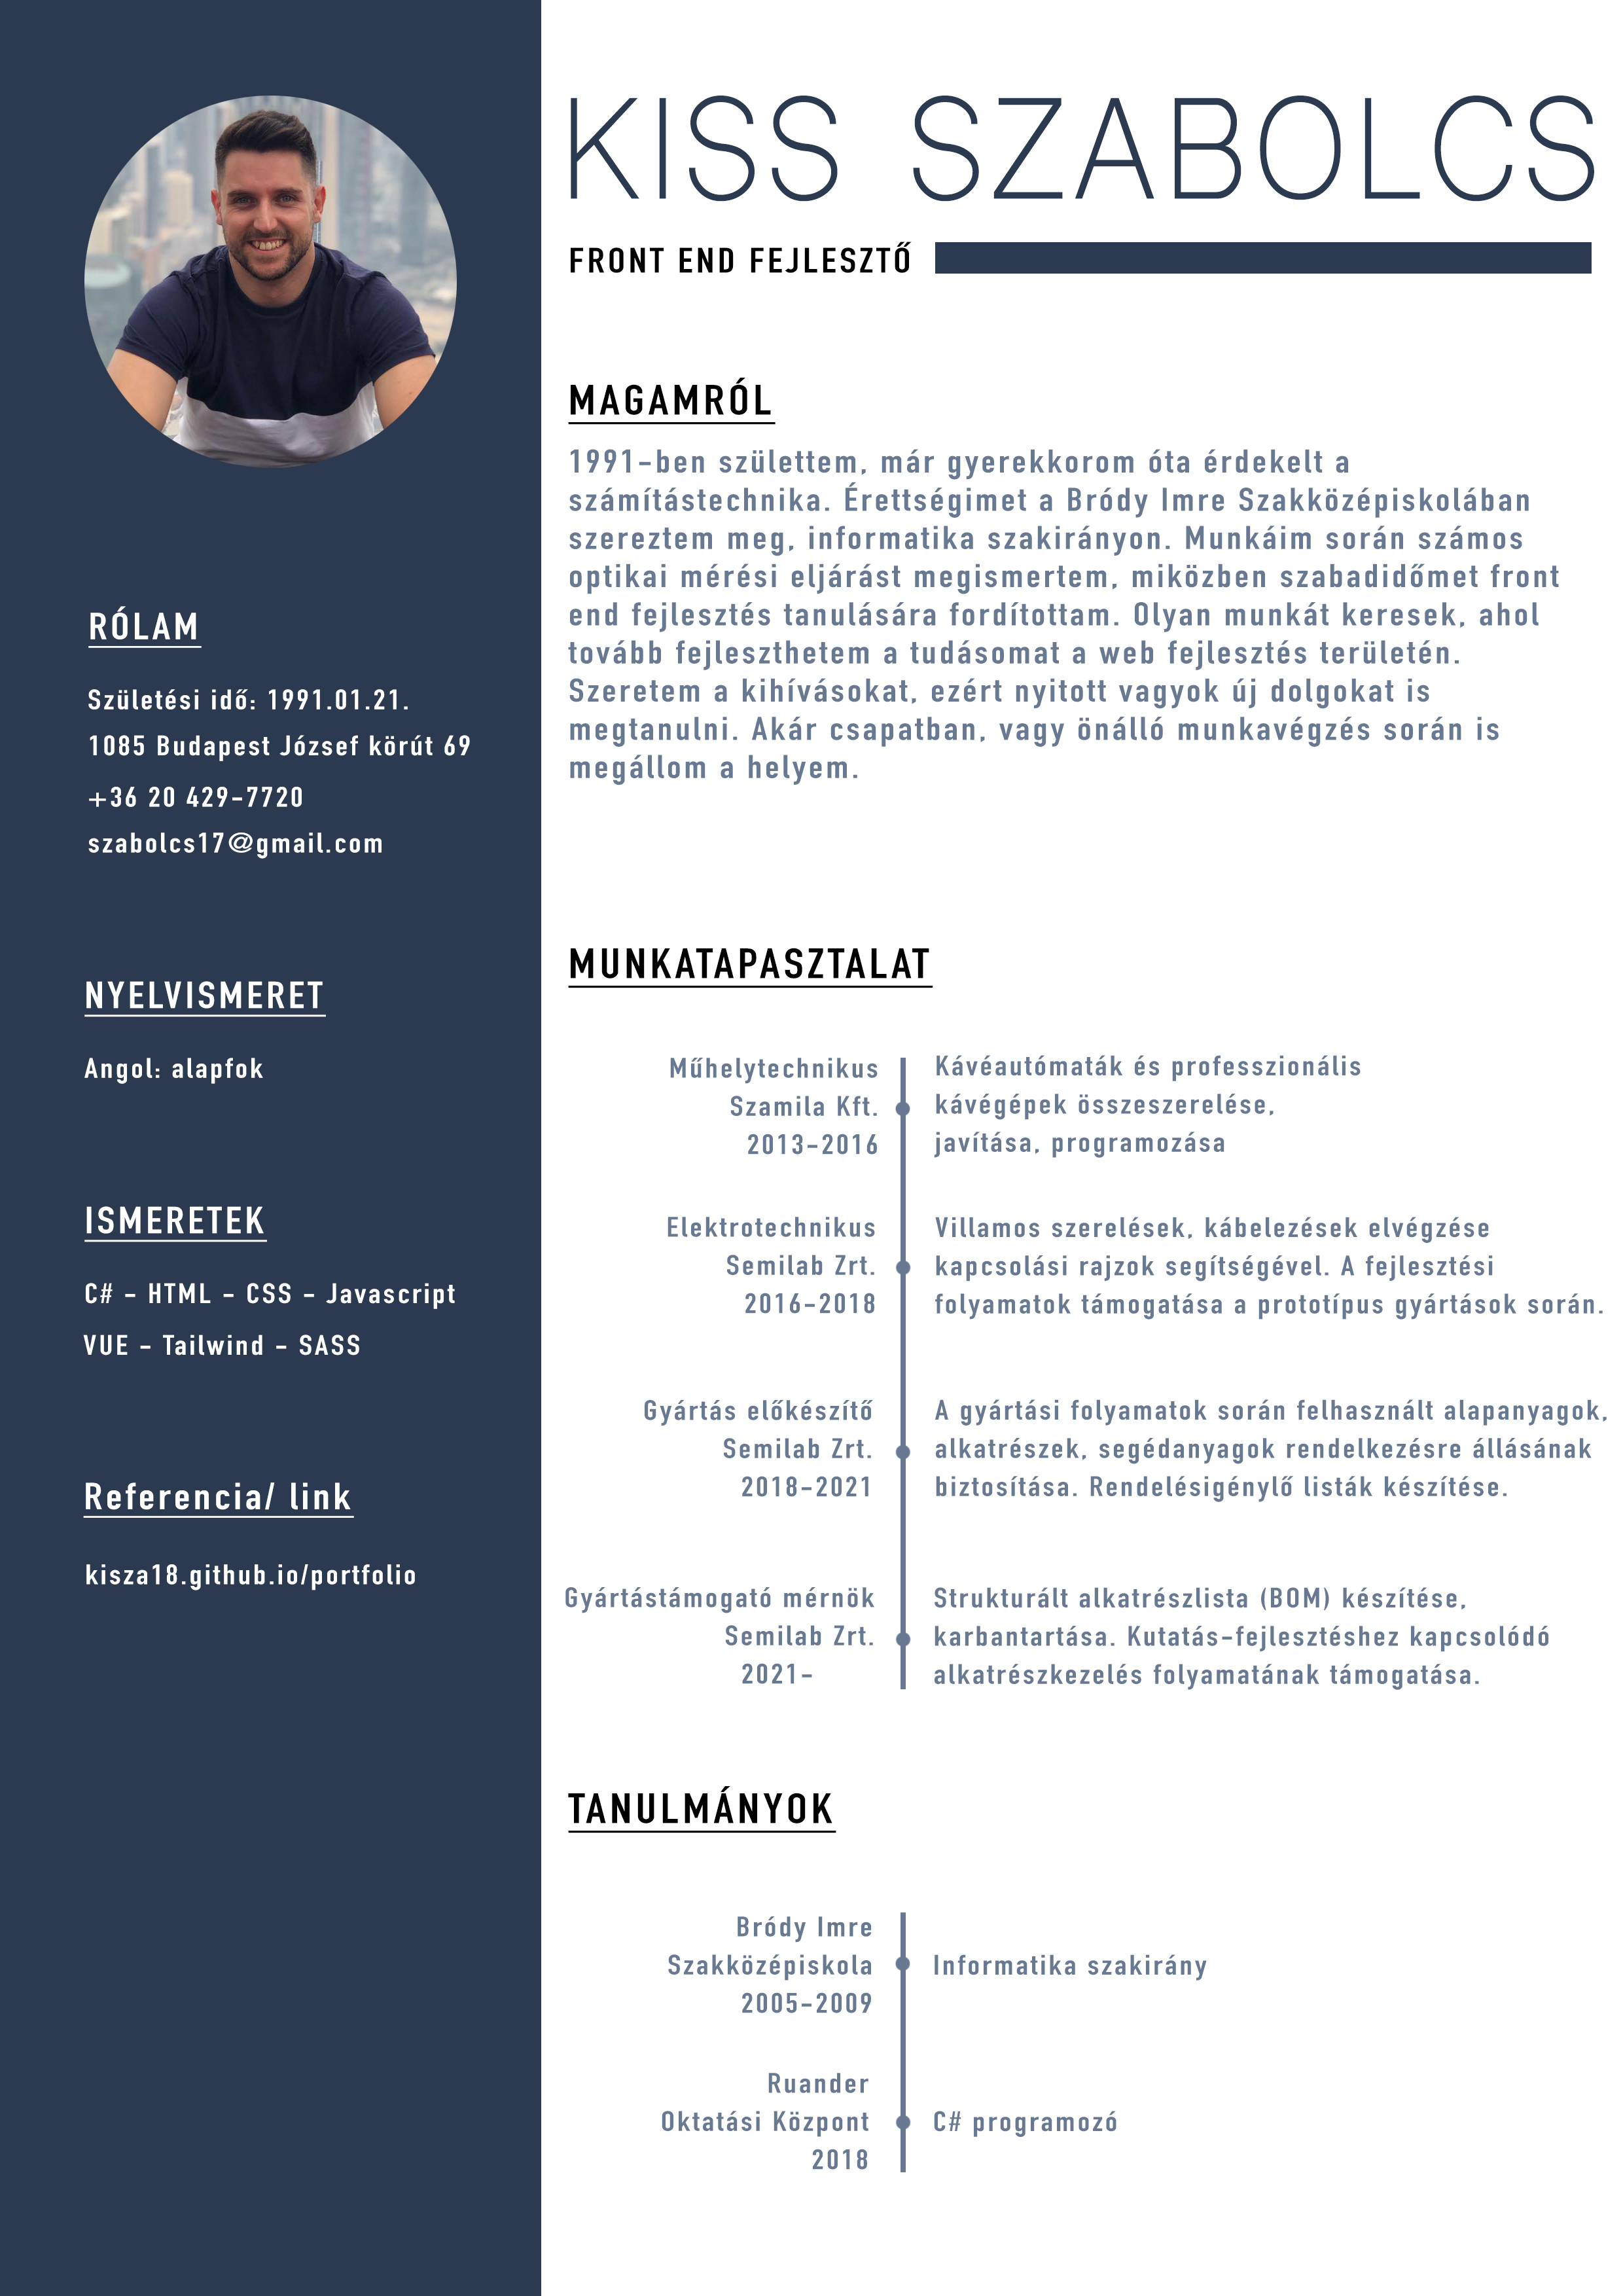 KISS SZABOLCS
FRONT END FEJLESZTŐ
RÓLAM
Születési idő: 1991.01.21.
1085 Budapest József körút 69
+36 20 429-7720
szabolcs17@gmail.com
NYELVISMERET
Angol: alapfok
ISMERETEK
C# - HTML - CSS - Javascript
VUE - Tailwind - SASS
Referencia/ link
kisza18.github.io/portfolio
MAGAMRÓL
1991-ben születtem, már gyerekkorom óta érdekelt a
számítástechnika. Érettségimet a Bródy Imre Szakközépiskolában
szereztem meg, informatika szakirányon. Munkáim során számos
optikai mérési eljárást megismertem, miközben szabadidőmet front
end fejlesztés tanulására fordítottam. Olyan munkát keresek, ahol
tovább fejleszthetem a tudásomat a web fejlesztés területén.
Szeretem a kihívásokat, ezért nyitott vagyok új dolgokat is
megtanulni. Akár csapatban, vagy önálló munkavégzés során is
megállom a helyem.
MUNKATAPASZTALAT
Műhelytechnikus
Szamila Kft.
2013-2016
Kávéautómaták és professzionális
kávégépek összeszerelése,
javítása, programozása
Elektrotechnikus
Semilab Zrt.
2016-2018
Villamos szerelések, kábelezések elvégzése
kapcsolási rajzok segítségével. A fejlesztési
folyamatok támogatása a prototípus gyártások során.
Gyártás előkészítő
Semilab Zrt.
2018-2021
A gyártási folyamatok során felhasznált alapanyagok,
alkatrészek, segédanyagok rendelkezésre állásának
biztosítása. Rendelésigénylő listák készítése.
Gyártástámogató mérnök
Semilab Zrt.
2021-
Strukturált alkatrészlista (BOM) készítése,
karbantartása. Kutatás-fejlesztéshez kapcsolódó
alkatrészkezelés folyamatának támogatása.
TANULMÁNYOK
Bródy Imre
Szakközépiskola
2005-2009
Informatika szakirány
Ruander
Oktatási Központ
2018
C# programozó